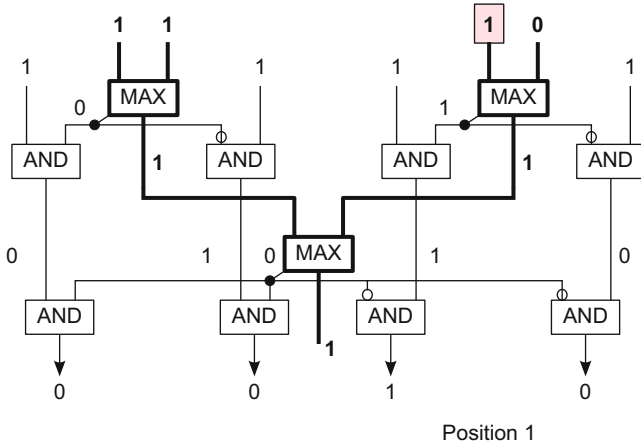 1 1 1 0
1 1 1 1
MAX MAX
0 1
AND 1 AND AND 1 AND
0 1 0 MAX 1 0
AND AND AND AND
1
0 0 1 0
Position 1